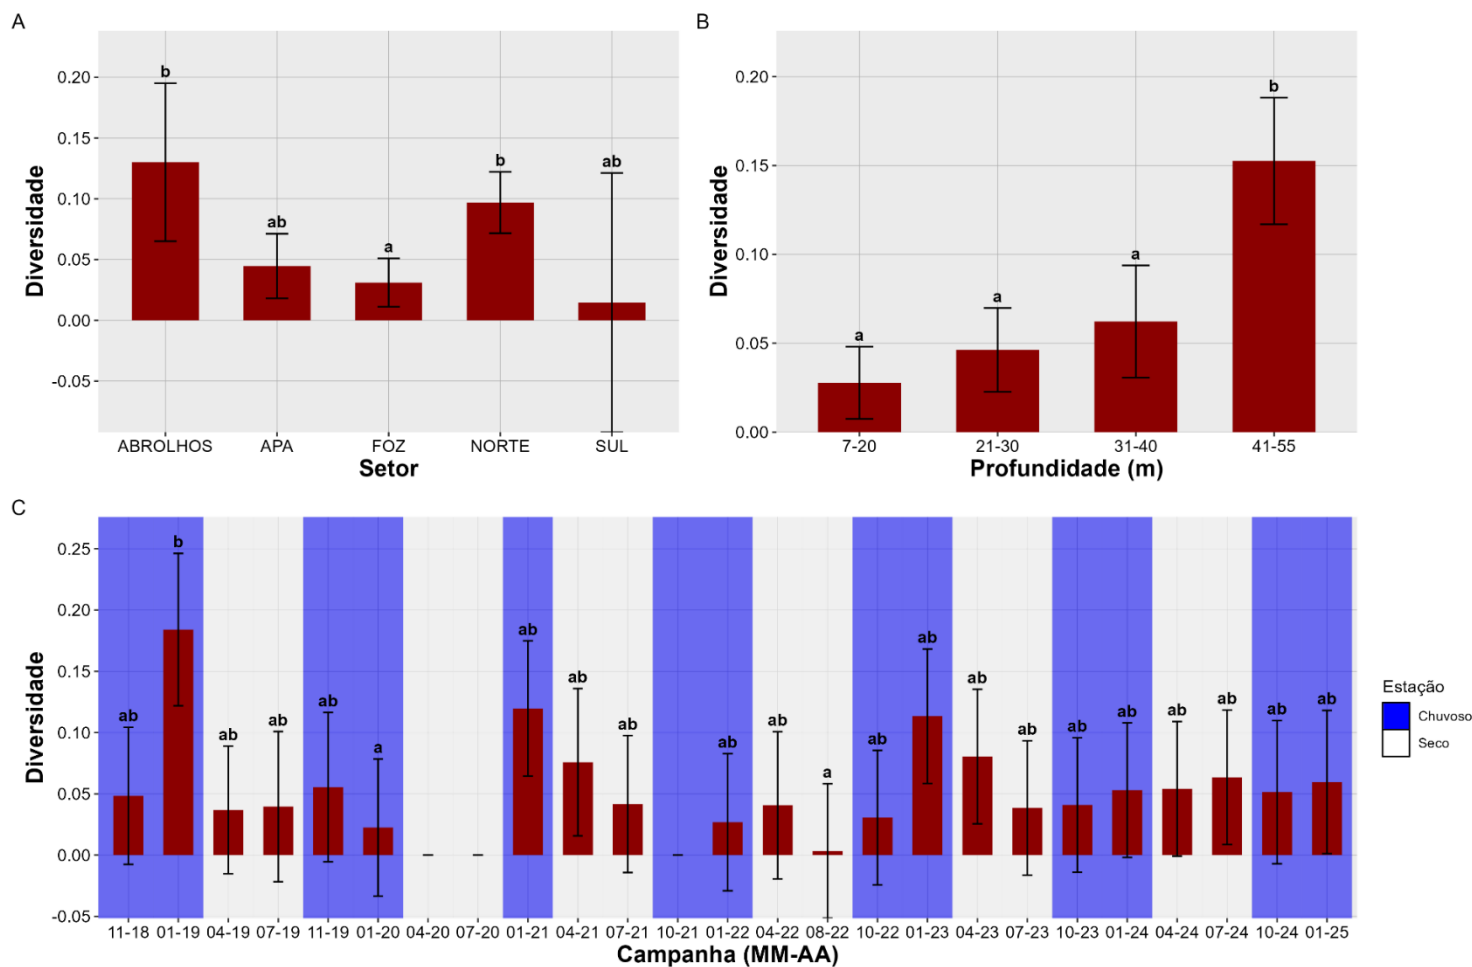 A
Diversidade
0.20
0.15
0.10
0.05
0.00
-0.05
b
ab
a
b
ab
ABROLHOS APA FOZ NORTE SUL
Setor
B
Diversidade
0.20
0.15
0.10
0.05
0.00
a
a
a
b
7-20 21-30 31-40 41-55
Profundidade (m)
C
Diversidade
0.25
0.20
0.15
0.10
0.05
0.00
-0.05
ab b ab ab ab a ab ab ab ab ab a ab ab ab ab ab ab ab ab ab ab
11-18 01-19 04-19 07-19 11-19 01-20 04-20 07-20 01-21 04-21 07-21 10-21 01-22 04-22 08-22 10-22 01-23 04-23 07-23 10-23 01-24 04-24 07-24 10-24 01-25
Campanha (MM-AA)
Estação
Chuvoso
Seco